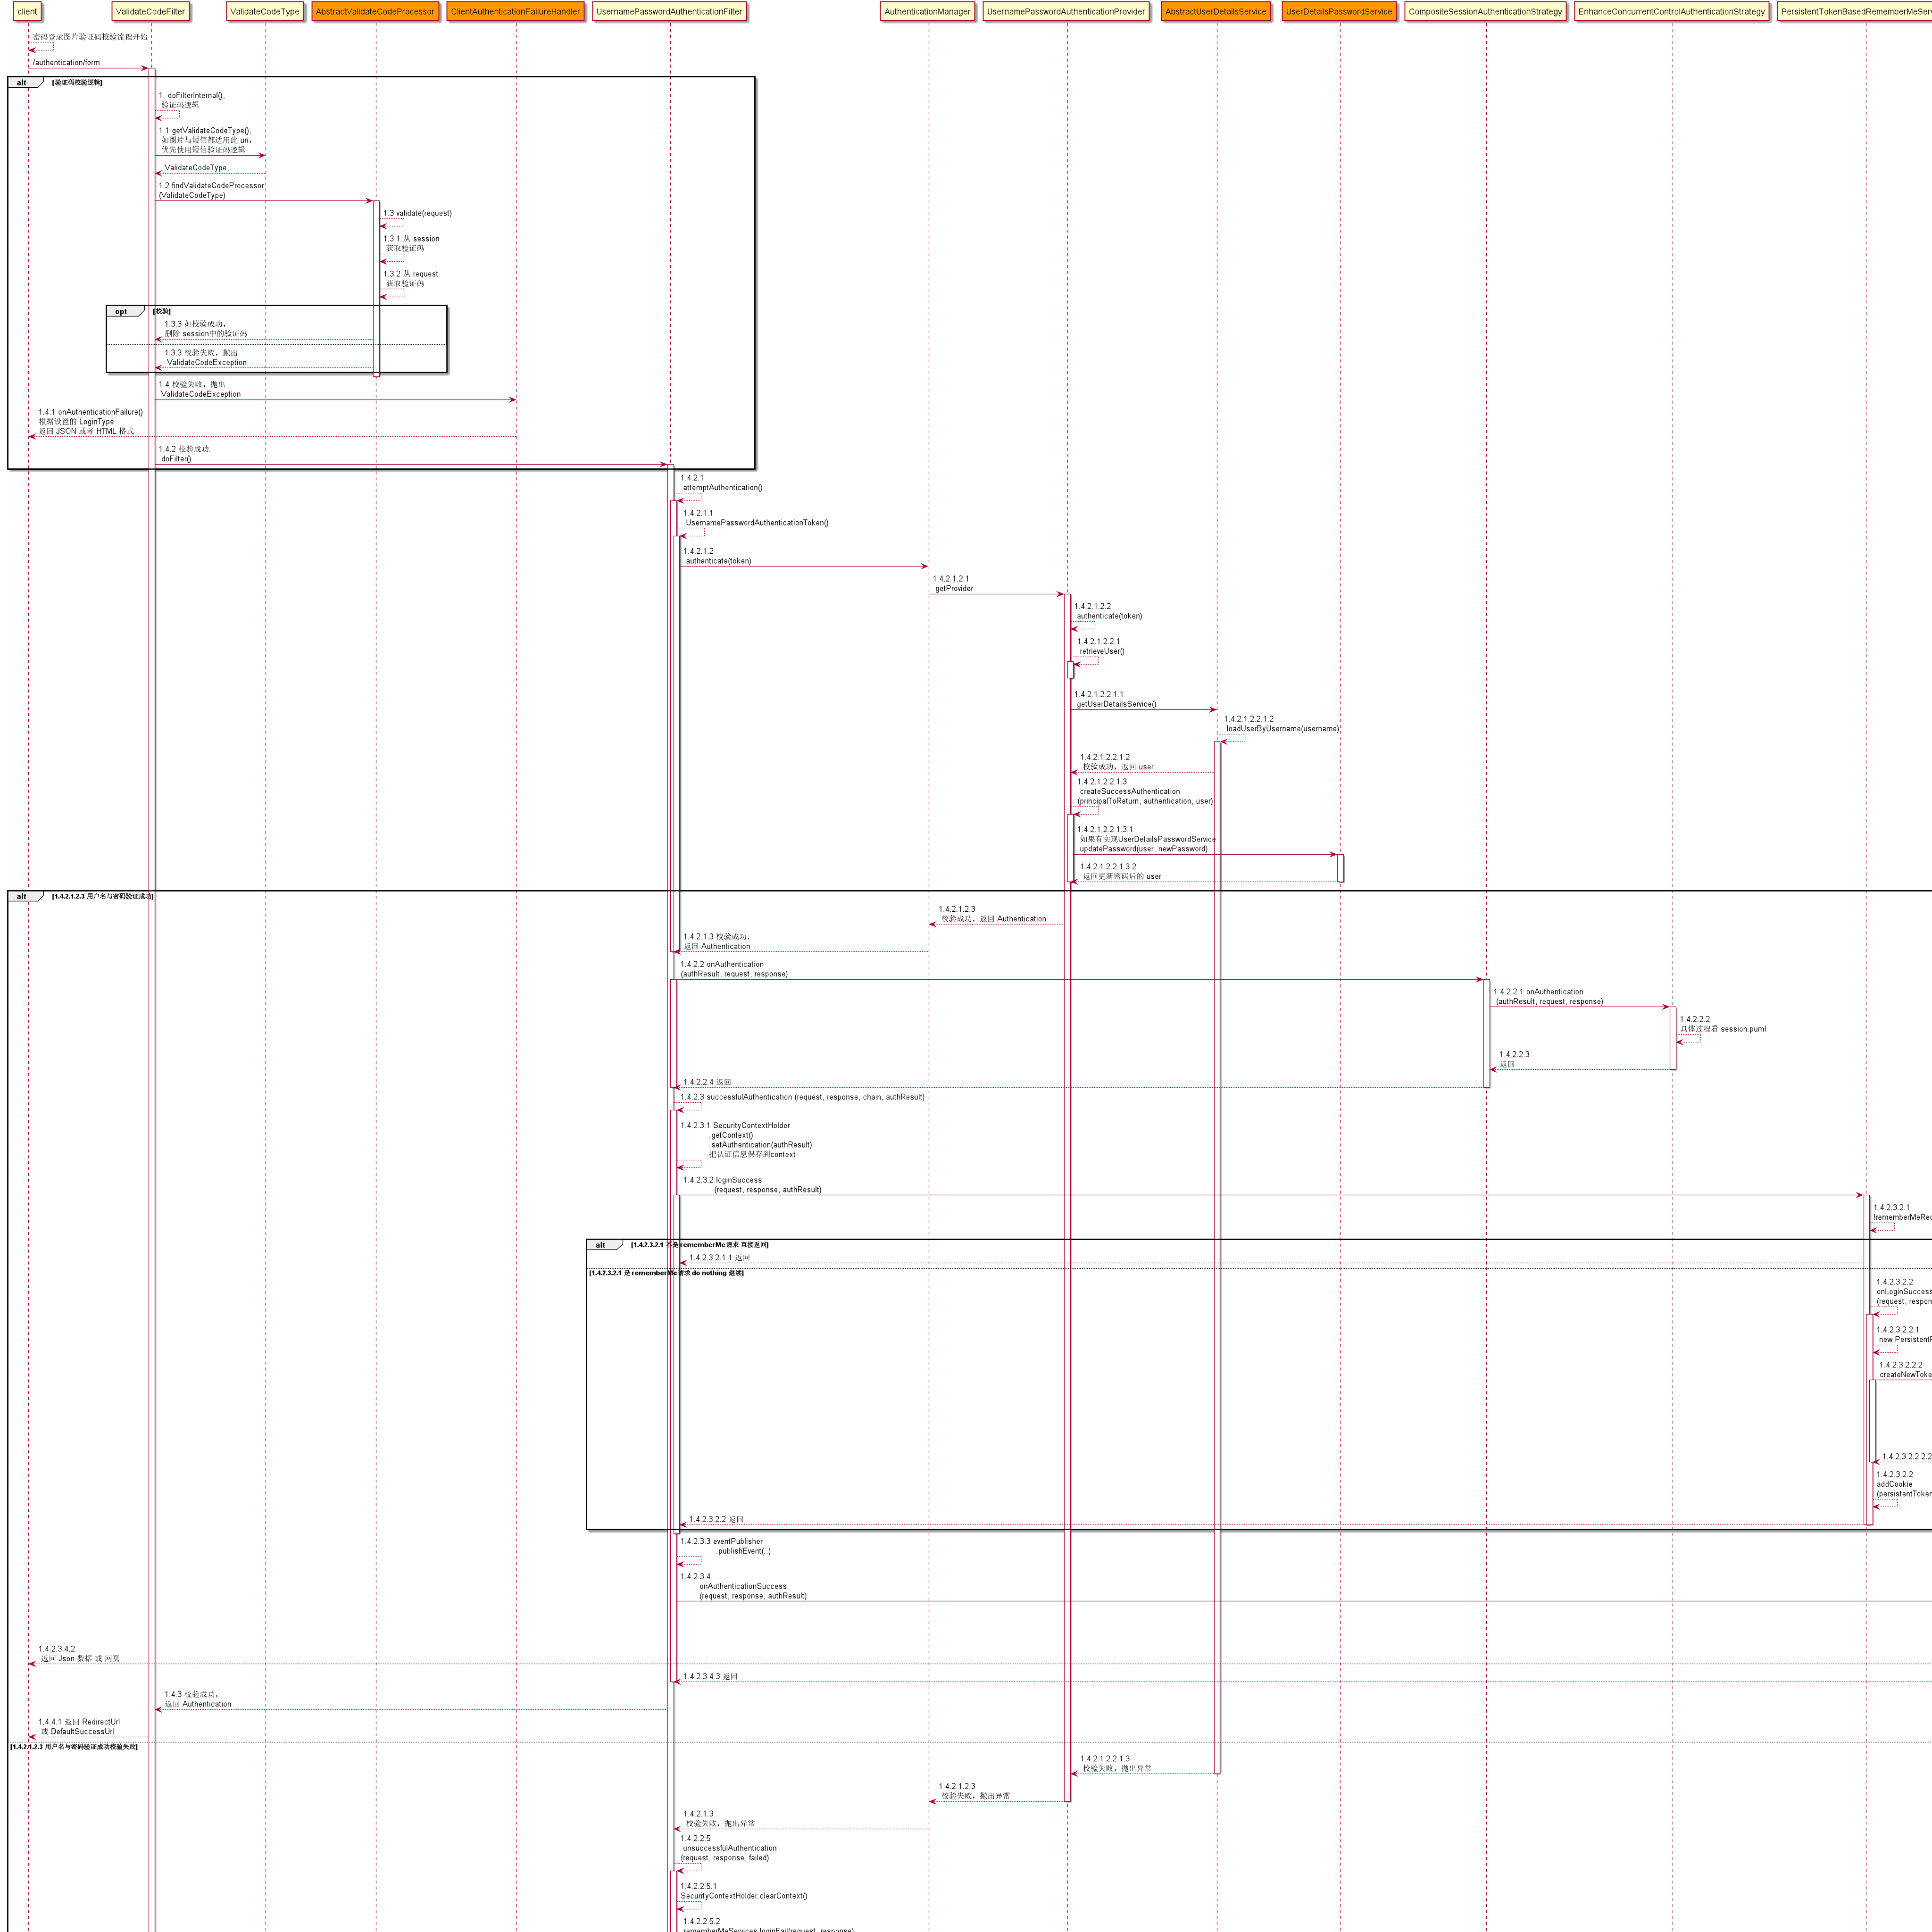 client
ValidateCodeFilter
ValidateCodeType
AbstractValidateCodeProcessor
ClientAuthenticationFailureHandler
UsernamePasswordAuthenticationFilter
AuthenticationManager
UsernamePasswordAuthenticationProvider
AbstractUserDetailsService
UserDetailsPasswordService
CompositeSessionAuthenticationStrategy
EnhanceConcurrentControlAuthenticationStrategy
PersistentTokenBasedRememberMeServ
密码登录图片验证码校验流程开始
/authentication/form
alt
[验证码校验逻辑]
1. doFilterInternal(),
验证码逻辑
1.1 getValidateCodeType(),
如图片与短信都适用此 uri,
优先使用短信验证码逻辑
ValidateCodeType,
1.2 findValidateCodeProcessor
(ValidateCodeType)
1.3 validate(request)
1.3.1 从 session
获取验证码
1.3.2 从 request
获取验证码
opt
[校验]
1.3.3 如校验成功，
删除 session中的验证码
1.3.3 校验失败，抛出
ValidateCodeException
1.4 校验失败，抛出
ValidateCodeException
1.4.1 onAuthenticationFailure()
根据设置的 LoginType
返回 JSON 或者 HTML 格式
1.4.2 校验成功.
doFilter()
1.4.2.1
attemptAuthentication()
1.4.2.1.1
UsernamePasswordAuthenticationToken()
1.4.2.1.2
authenticate(token)
1.4.2.1.2.1
getProvider
1.4.2.1.2.2
authenticate(token)
1.4.2.1.2.2.1
retrieveUser()
1.4.2.1.2.2.1.1
getUserDetailsService()
1.4.2.1.2.2.1.2
loadUserByUsername(username)
1.4.2.1.2.2.1.2
校验成功，返回 user
1.4.2.1.2.2.1.3
createSuccessAuthentication
(principalToReturn, authentication, user)
1.4.2.1.2.2.1.3.1
如果有实现UserDetailsPasswordService
updatePassword(user, newPassword)
1.4.2.1.2.2.1.3.2
返回更新密码后的 user
alt
[1.4.2.1.2.3 用户名与密码验证成功]
1.4.2.1.2.3
校验成功，返回 Authentication
1.4.2.1.3 校验成功，
返回 Authentication
1.4.2.2 onAuthentication
(authResult, request, response)
1.4.2.2.1 onAuthentication
(authResult, request, response)
1.4.2.2.2
具体过程看 session.puml
1.4.2.2.3
返回
1.4.2.2.4 返回
1.4.2.3 successfulAuthentication (request, response, chain, authResult)
1.4.2.3.1 SecurityContextHolder
.getContext()
.setAuthentication(authResult)
把认证信息保存到context
1.4.2.3.2 loginSuccess
(request, response, authResult)
1.4.2.3.2.1
!rememberMeReq
alt
[1.4.2.3.2.1 不是 rememberMe请求 直接返回]
1.4.2.3.2.1.1 返回
[1.4.2.3.2.1 是 rememberMe请求 do nothing 继续]
1.4.2.3.2.2
onLoginSuccess
(request, respon
1.4.2.3.2.2.1
new PersistentR
1.4.2.3.2.2.2
createNewToke
1.4.2.3.2.2.2.2
1.4.2.3.2.2
addCookie
(persistentToken
1.4.2.3.2.2 返回
1.4.2.3.3 eventPublisher
.publishEvent(..)
1.4.2.3.4
onAuthenticationSuccess
(request, response, authResult)
1.4.2.3.4.2
返回 Json 数据 或 网页
1.4.2.3.4.3 返回
1.4.3 校验成功，
返回 Authentication
1.4.4.1 返回 RedirectUrl
或 DefaultSuccessUrl
[1.4.2.1.2.3 用户名与密码验证成功校验失败]
1.4.2.1.2.2.1.3
校验失败，抛出异常
1.4.2.1.2.3
校验失败，抛出异常
1.4.2.1.3
校验失败，抛出异常
1.4.2.2.5
unsuccessfulAuthentication
(request, response, failed)
1.4.2.2.5.1
SecurityContextHolder.clearContext()
1.4.2.2.5.2
rememberMeServices.loginFail(request, response)